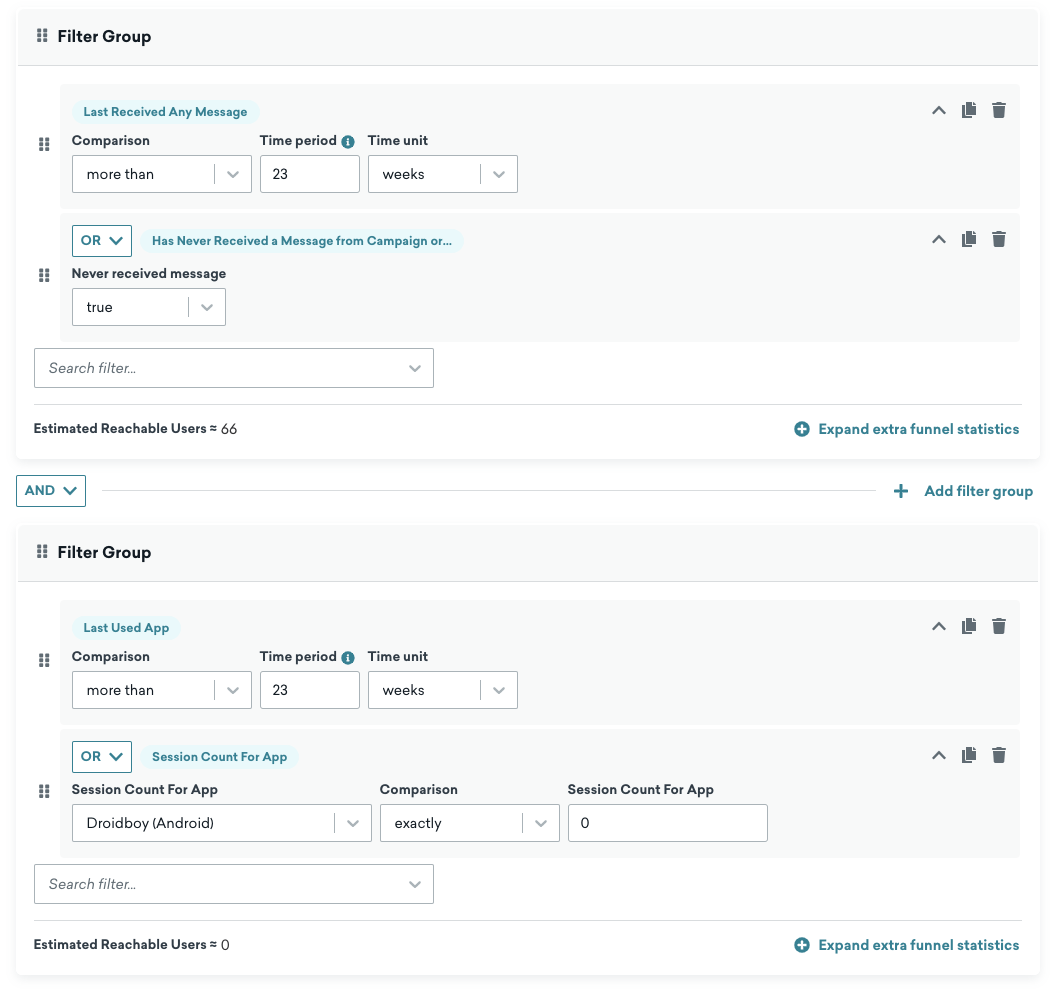 Filter Group
Last Received Any Message
Comparison Time period Time unit
more than 23 weeks
OR Has Never Received a Message from Campaign or...
Never received message
true
Search filter...
Estimated Reachable Users ≈ 66 Expand extra funnel statistics
AND Add filter group
Filter Group
Last Used App
Comparison Time period Time unit
more than 23 weeks
OR Session Count For App
Session Count For App Comparison Session Count For App
Droidboy (Android) exactly 0
Search filter...
Estimated Reachable Users ≈ 0 Expand extra funnel statistics